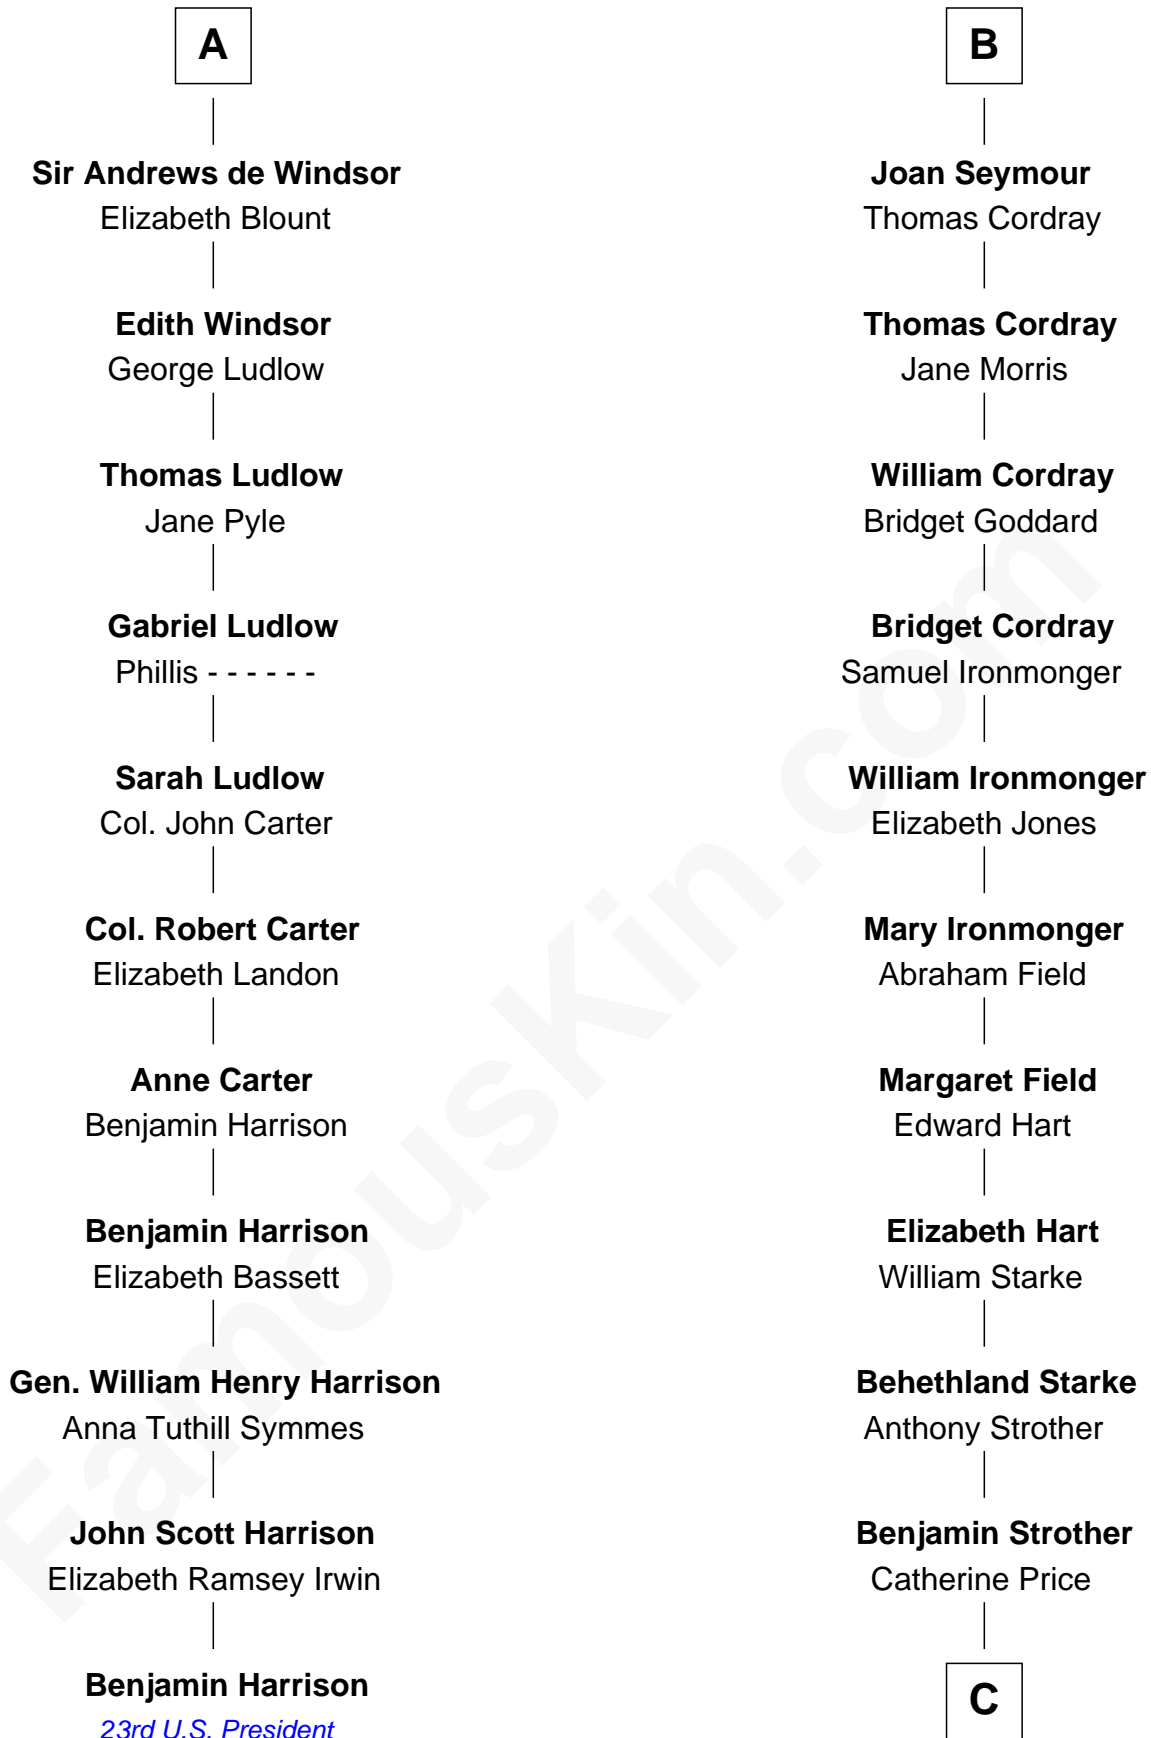 A
Sir Andrews de Windsor
Elizabeth Blount
Edith Windsor
George Ludlow
Thomas Ludlow
Jane Pyle
Gabriel Ludlow
Phillis - - - - - -
Sarah Ludlow
Col. John Carter
Col. Robert Carter
Elizabeth Landon
Anne Carter
Benjamin Harrison
Benjamin Harrison
Elizabeth Bassett
Gen. William Henry Harrison
Anna Tuthill Symmes
John Scott Harrison
Elizabeth Ramsey Irwin
Benjamin Harrison
23rd U.S. President
B
Joan Seymour
Thomas Cordray
Thomas Cordray
Jane Morris
William Cordray
Bridget Goddard
Bridget Cordray
Samuel Ironmonger
William Ironmonger
Elizabeth Jones
Mary Ironmonger
Abraham Field
Margaret Field
Edward Hart
Elizabeth Hart
William Starke
Behethland Starke
Anthony Strother
Benjamin Strother
Catherine Price
C
FamousKin.com